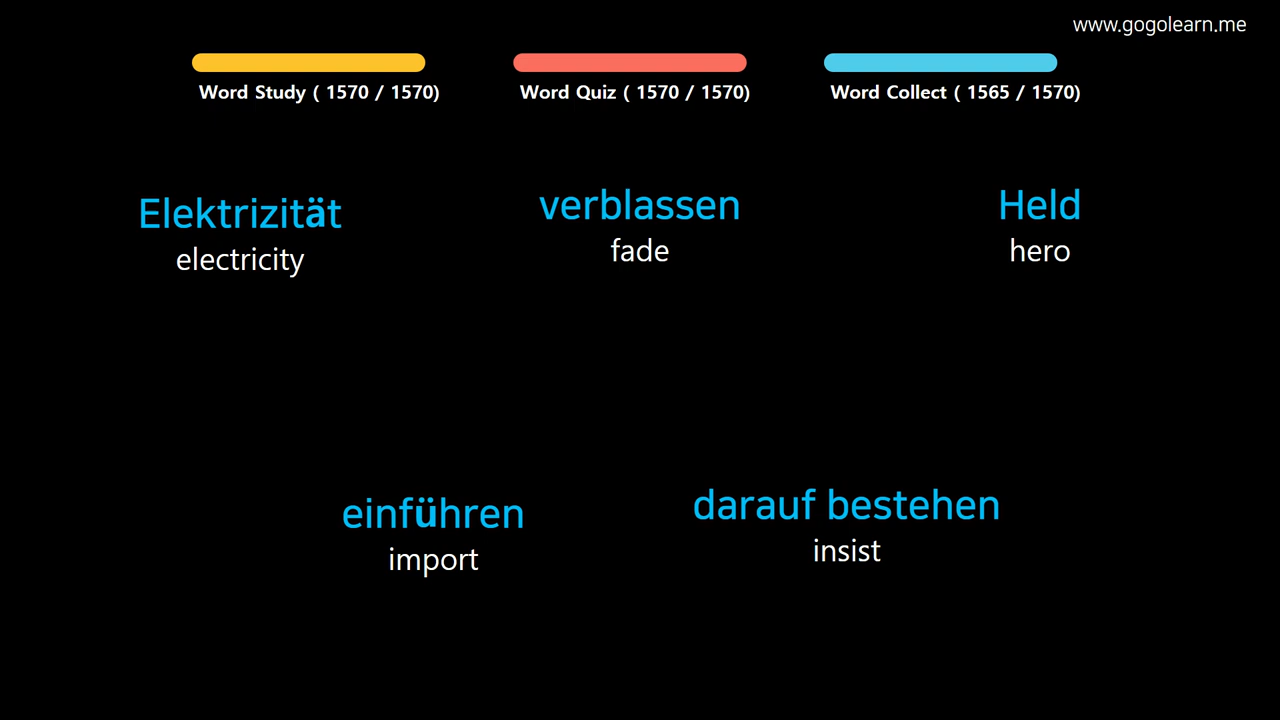 www.gogolearn.me
Word Study ( 1570 / 1570)
Word Quiz ( 1570 / 1570)
Word Collect ( 1565 / 1570)
Elektrizität
electricity
verblassen
fade
Held
hero
einführen
import
darauf bestehen
insist